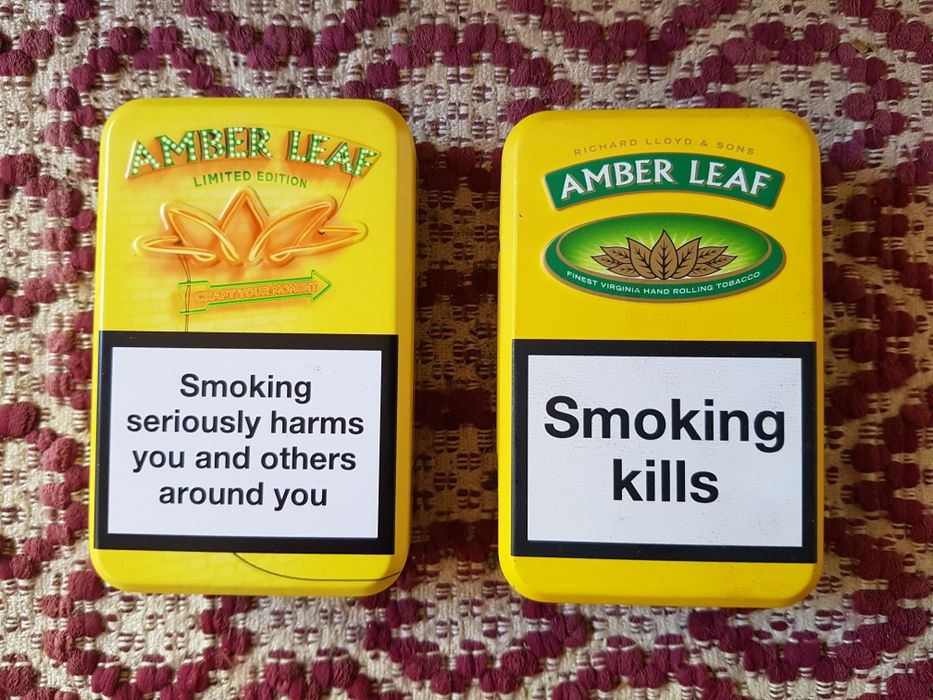 AMBER LEAF
LIMITED EDITION
CRAFT YOUR MOMENT
Smoking
seriously harms
you and others
around you
RICHARD LLOYD & SONS
AMBER LEAF
FINEST VIRGINIA HAND ROLLING TOBACCO
Smoking
kills